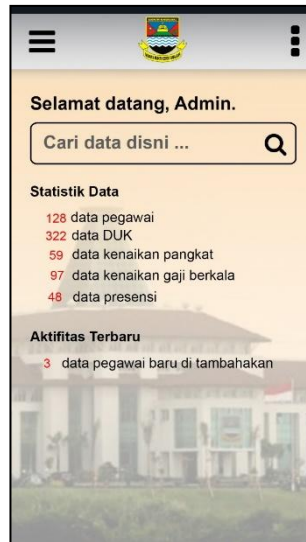 Selamat datang, Admin.
Cari data disni ...
Statistik Data
128 data pegawai
322 data DUK
59 data kenaikan pangkat
97 data kenaikan gaji berkala
48 data presensi
Aktifitas Terbaru
3 data pegawai baru di tambahakan